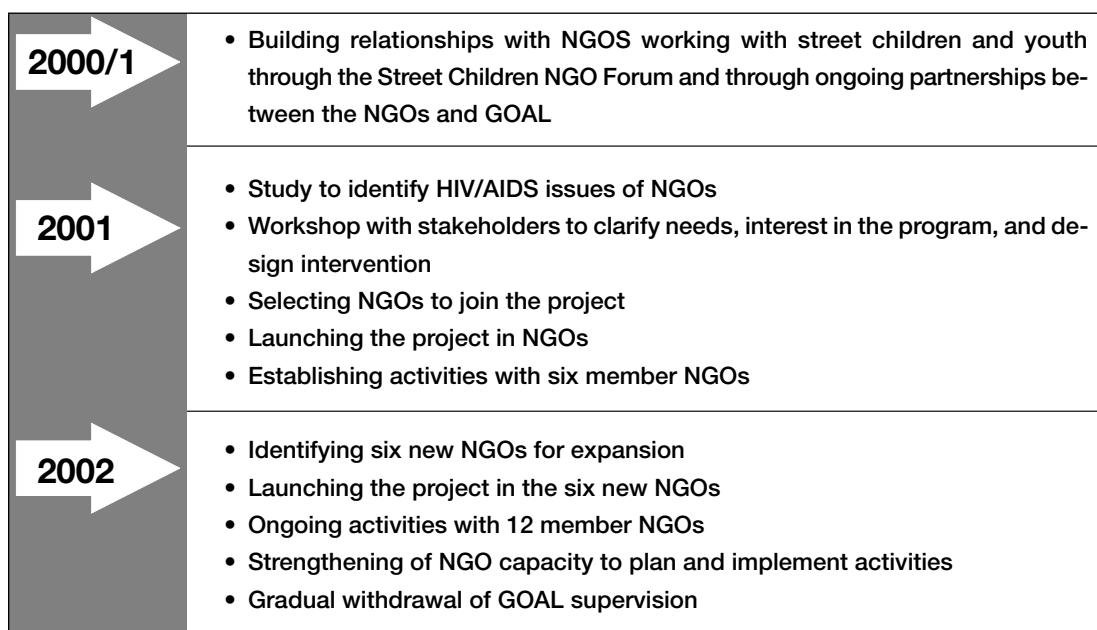 2000/1
• Building relationships with NGOS working with street children and youth
through the Street Children NGO Forum and through ongoing partnerships be-
tween the NGOs and GOAL
2001
• Study to identify HIV/AIDS issues of NGOs
• Workshop with stakeholders to clarify needs, interest in the program, and de-
sign intervention
• Selecting NGOs to join the project
• Launching the project in NGOs
• Establishing activities with six member NGOs
2002
• Identifying six new NGOs for expansion
• Launching the project in the six new NGOs
• Ongoing activities with 12 member NGOs
• Strengthening of NGO capacity to plan and implement activities
• Gradual withdrawal of GOAL supervision